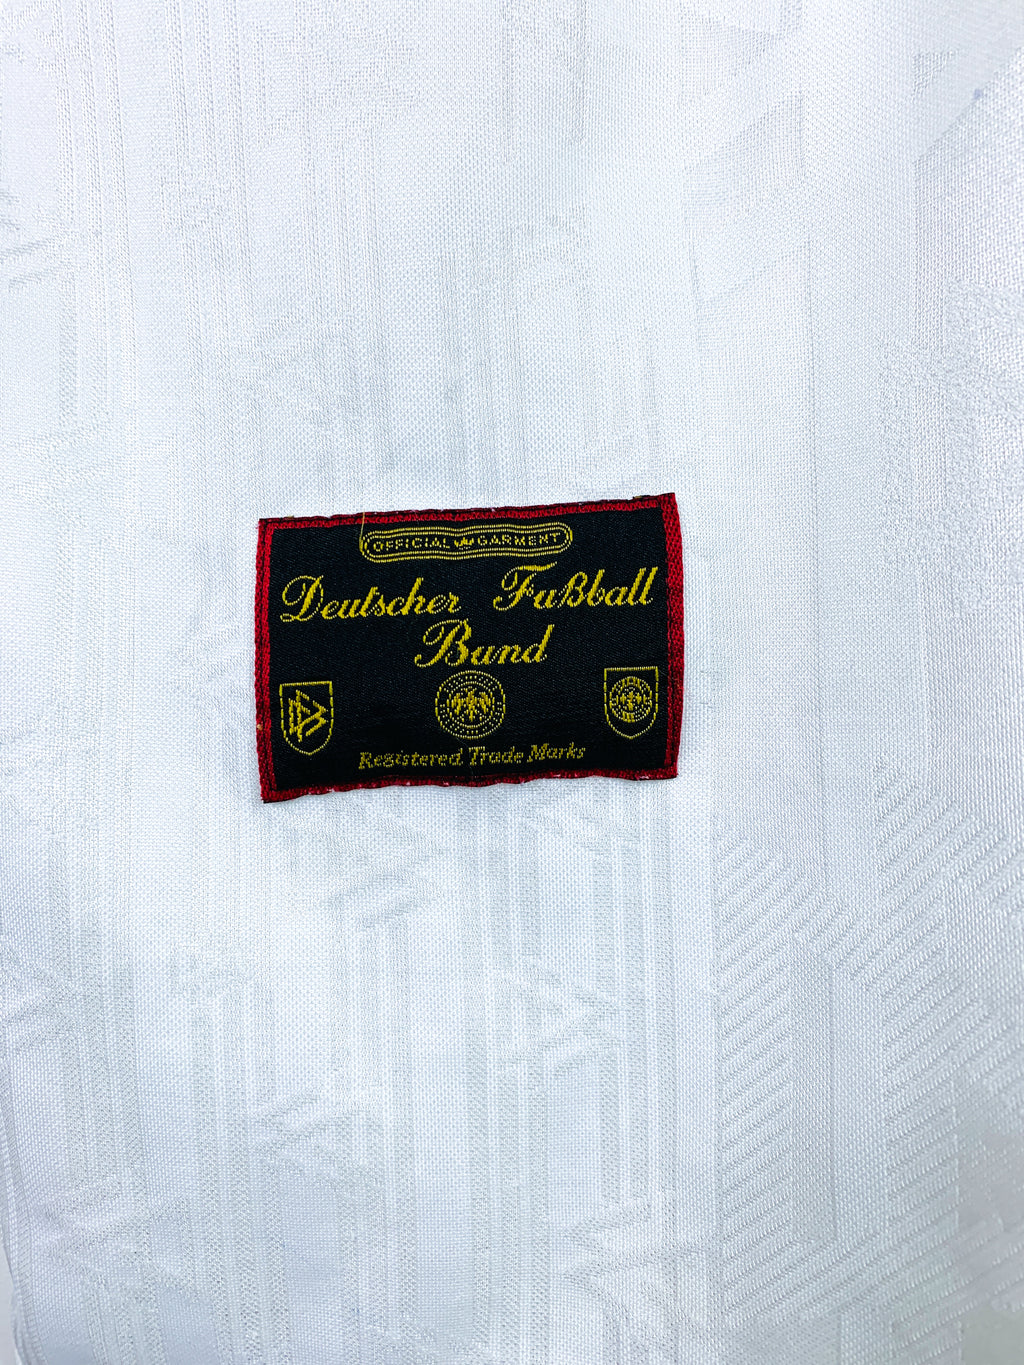 OFFICIAL GARMENT
Deutscher Fußball
Bund
Registered Trade Marks